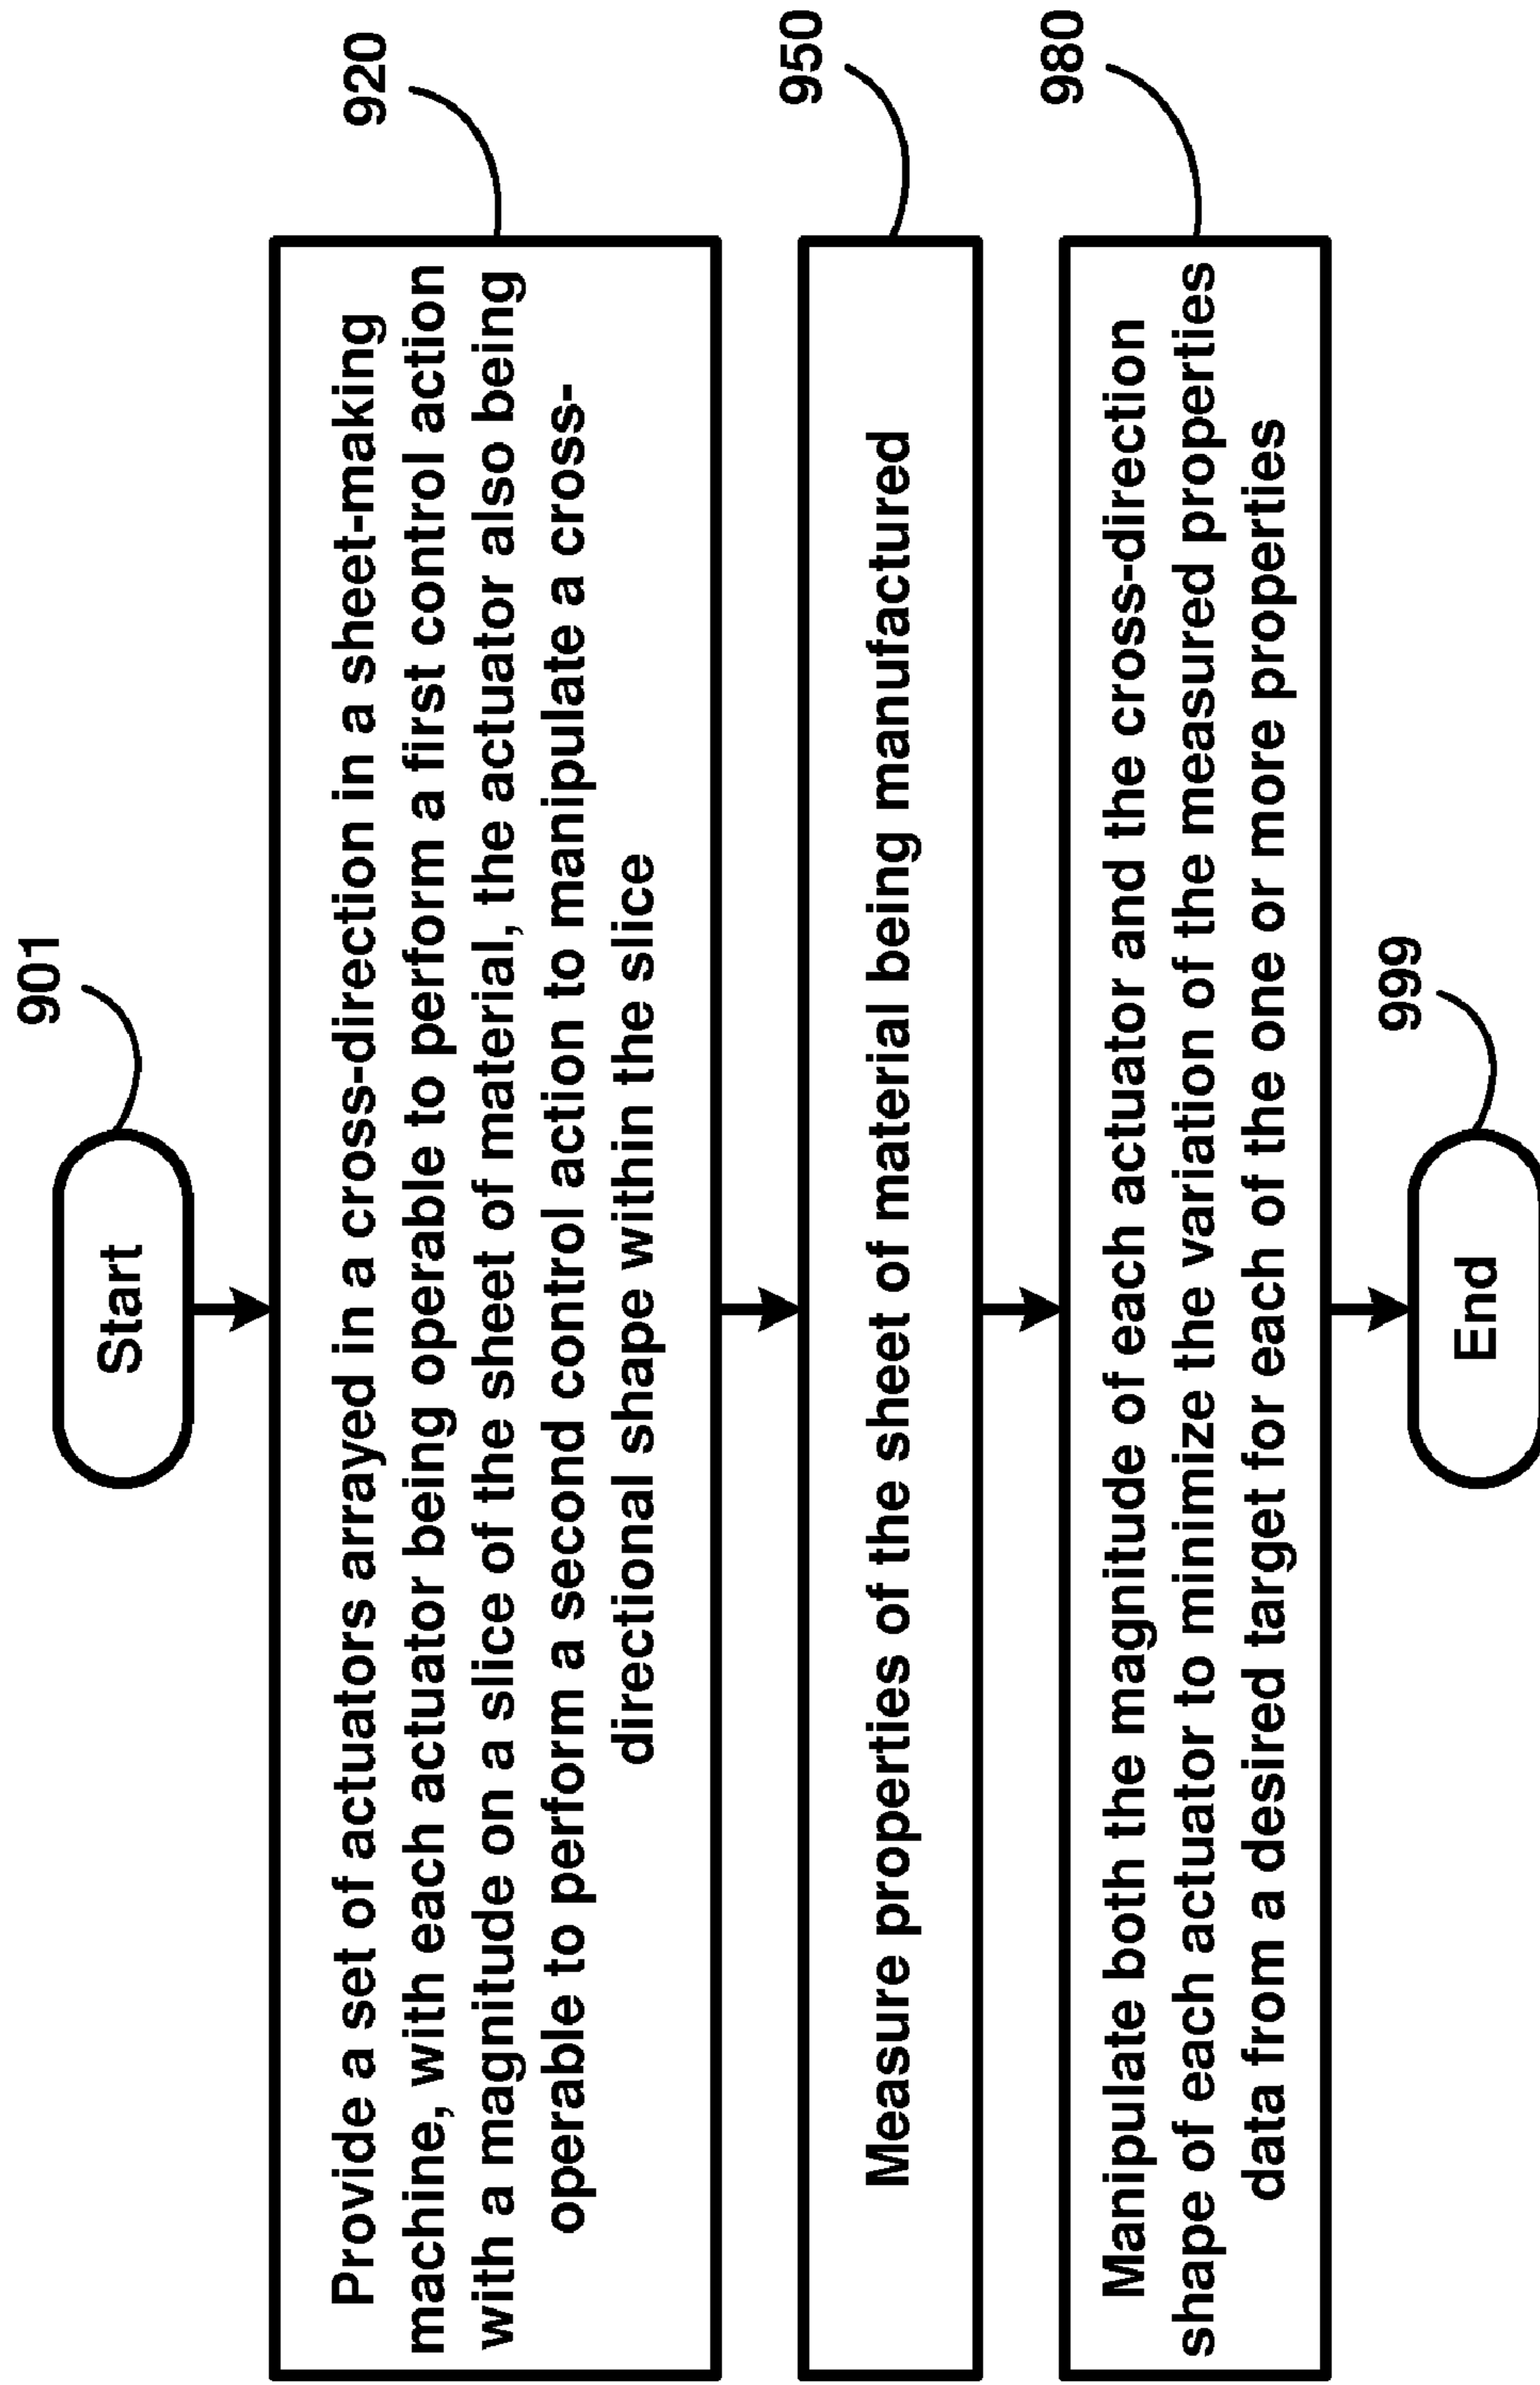 901
Start
920
Provide a set of actuators arrayed in a cross-direction in a sheet-making
machine, with each actuator being operable to perform a first control action
with a magnitude on a slice of the sheet of material, the actuator also being
operable to perform a second control action to manipulate a cross-
directional shape within the slice
950
Measure properties of the sheet of material being manufactured
980
Manipulate both the magnitude of each actuator and the cross-direction
shape of each actuator to minimize the variation of the measured properties
data from a desired target for each of the one or more properties
999
End